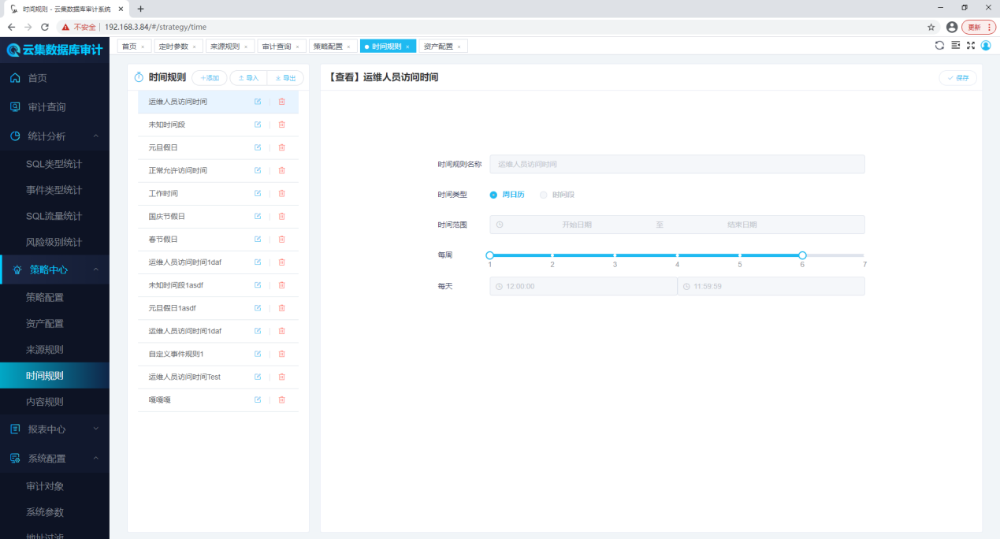 时间规则 - 云集数据库审计系统
不安全 192.168.3.84/#/strategy/time
更新
云集数据库审计
首页
定时参数
来源规则
审计查询
策略配置
时间规则
资产配置
首页
审计查询
统计分析
SQL类型统计
事件类型统计
SQL流量统计
风险级别统计
策略中心
策略配置
资产配置
来源规则
时间规则
内容规则
报表中心
系统配置
审计对象
系统参数
地址过滤
时间规则
+添加
导入
导出
运维人员访问时间
未知时间段
元旦假日
正常允许访问时间
工作时间
国庆节假日
春节假日
运维人员访问时间1daf
未知时间段1asdf
元旦假日1asdf
运维人员访问时间1daf
自定义事件规则1
运维人员访问时间Test
嘎嘎嘎
【查看】运维人员访问时间
保存
时间规则名称 运维人员访问时间
时间类型 周日历 时间段
时间范围 开始日期 至 结束日期
每周
1 2 3 4 5 6 7
每天 12:00:00 11:59:59